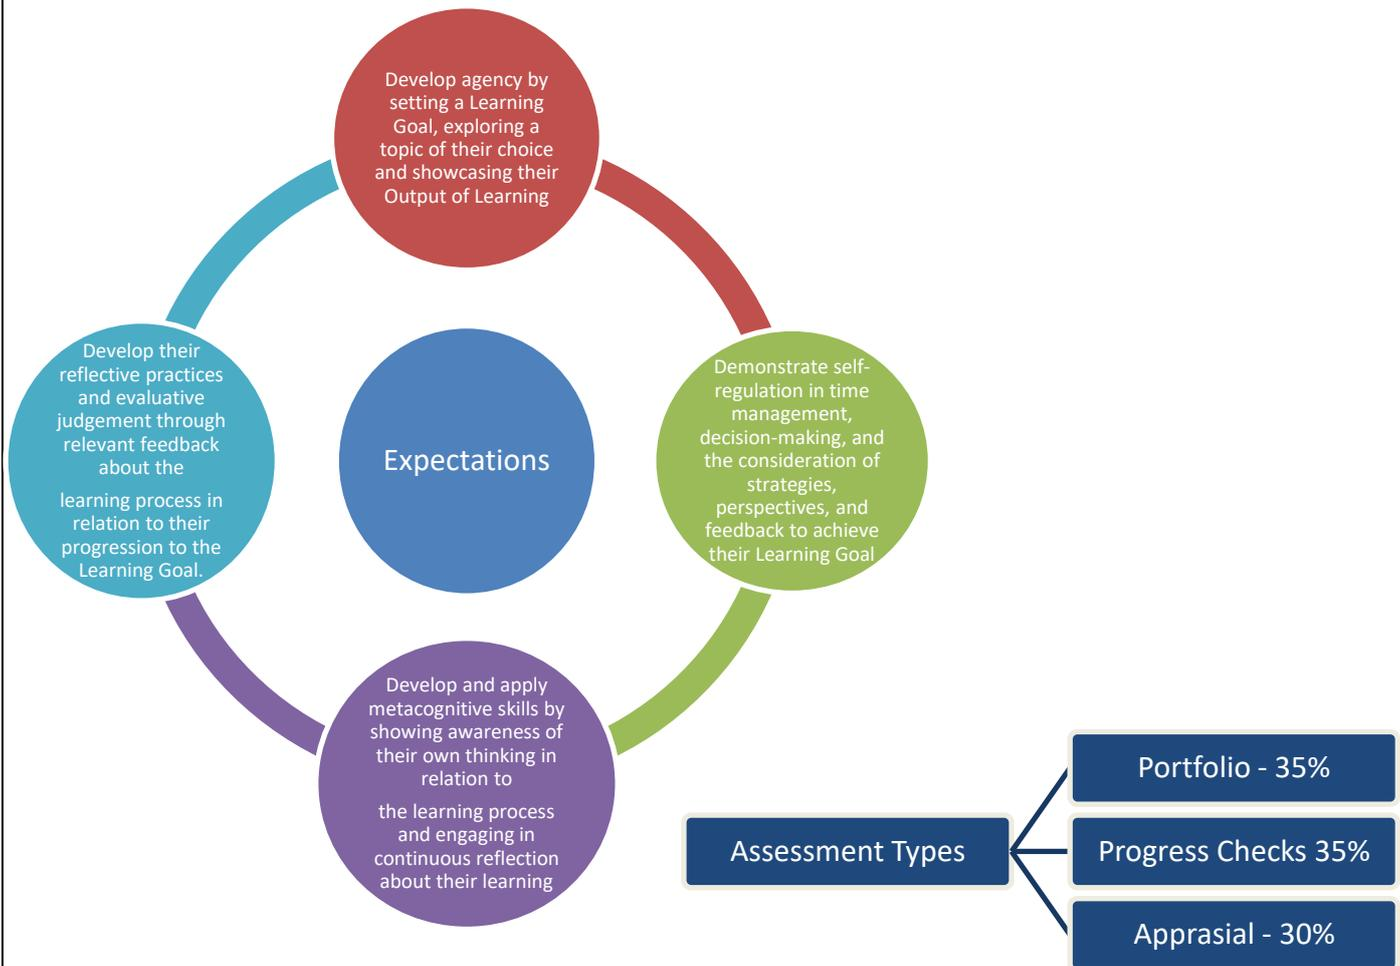 Develop agency by
setting a Learning
Goal, exploring a
topic of their choice
and showcasing their
Output of Learning
Develop their
reflective practices
and evaluative
judgement through
relevant feedback
about the
learning process in
relation to their
progression to the
Learning Goal.
Expectations
Demonstrate self-
regulation in time
management,
decision-making, and
the consideration of
strategies,
perspectives, and
feedback to achieve
their Learning Goal
Develop and apply
metacognitive skills by
showing awareness of
their own thinking in
relation to
the learning process
and engaging in
continuous reflection
about their learning
Assessment Types
Portfolio - 35%
Progress Checks 35%
Apprasial - 30%